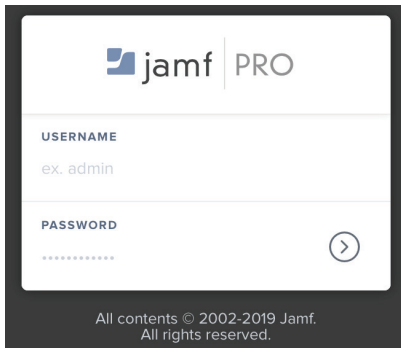 jamf PRO
USERNAME
ex. admin
PASSWORD
••••••••••••
All contents © 2002-2019 Jamf.
All rights reserved.